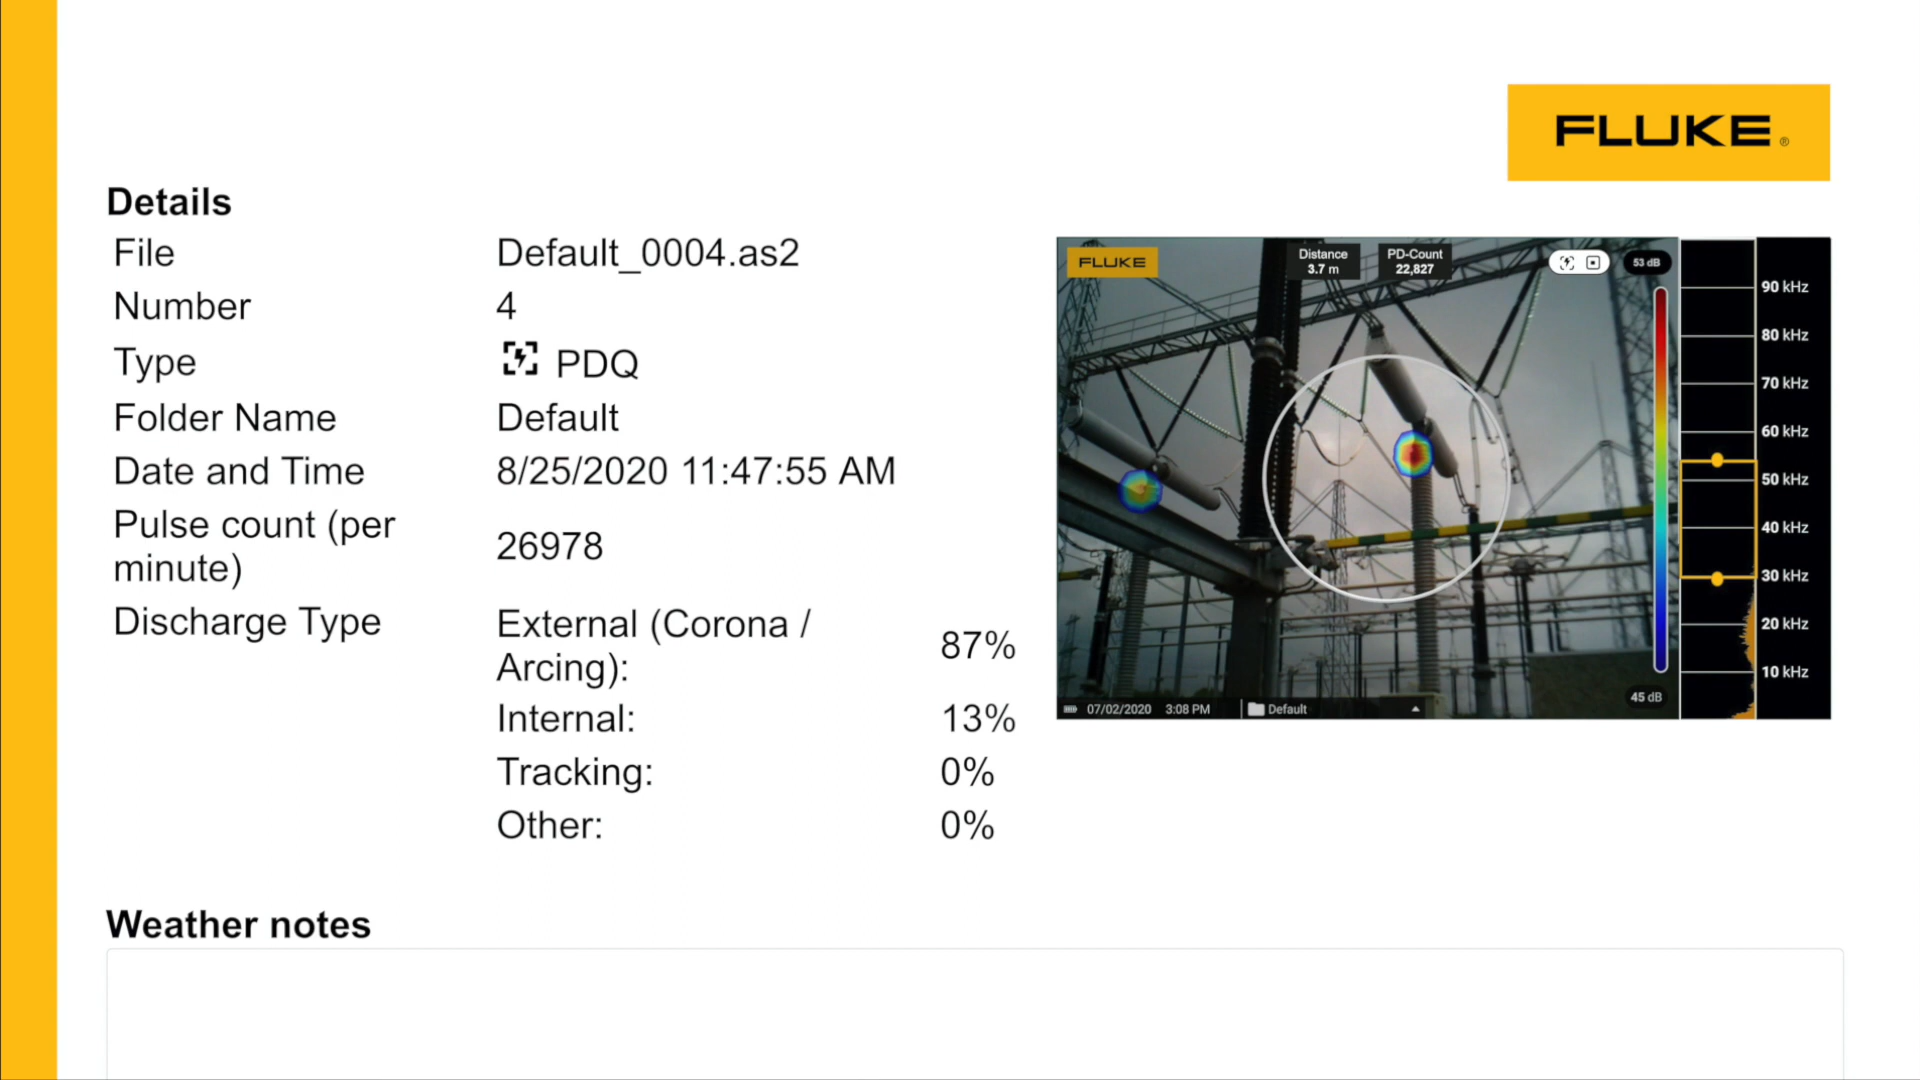 FLUKE®
Details
File Default_0004.as2
Number 4
Type PDQ
Folder Name Default
Date and Time 8/25/2020 11:47:55 AM
Pulse count (per
minute) 26978
Discharge Type External (Corona /
Arcing): 87%
Internal: 13%
Tracking: 0%
Other: 0%
FLUKE
Distance
3.7 m
PD-Count
22,827
53 dB
45 dB
07/02/2020 3:08 PM Default
90 kHz
80 kHz
70 kHz
60 kHz
50 kHz
40 kHz
30 kHz
20 kHz
10 kHz
Weather notes